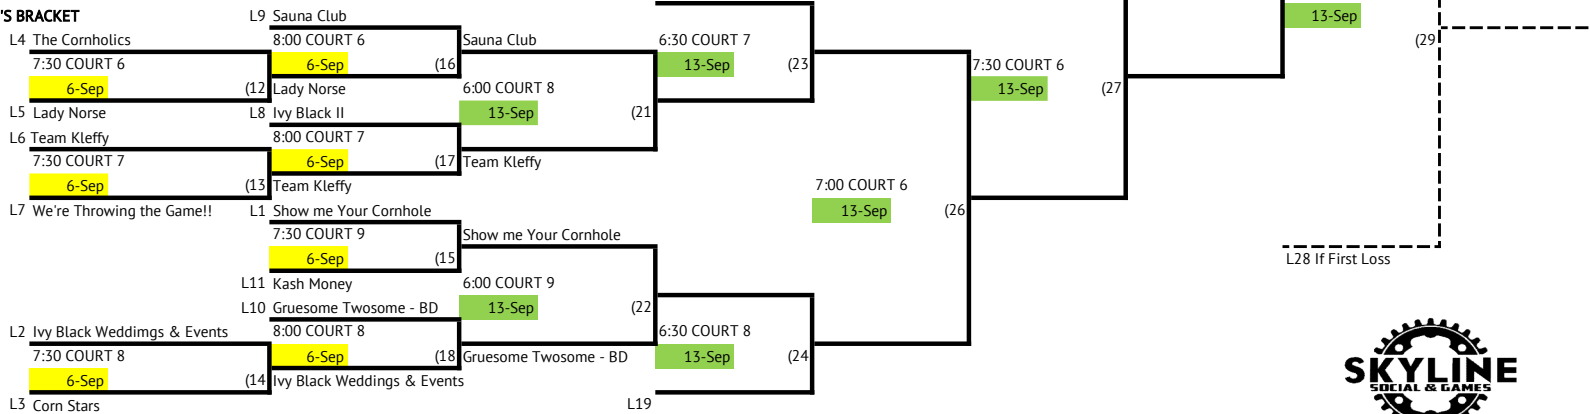 'S BRACKET
L9 Sauna Club
13-Sep
L4 The Cornholics
8:00 COURT 6
Sauna Club
6:30 COURT 7
(29
7:30 COURT 6
6-Sep
(16
13-Sep
(23
7:30 COURT 6
6-Sep
(12
Lady Norse
6:00 COURT 8
13-Sep
(27
L5 Lady Norse
L8 Ivy Black II
13-Sep
(21
L6 Team Kleffy
8:00 COURT 7
7:30 COURT 7
6-Sep
(17
Team Kleffy
6-Sep
(13
Team Kleffy
7:00 COURT 6
L7 We're Throwing the Game!!
L1 Show me Your Cornhole
13-Sep
(26
7:30 COURT 9
Show me Your Cornhole
6-Sep
(15
L28 If First Loss
L11 Kash Money
6:00 COURT 9
L10 Gruesome Twosome - BD
13-Sep
(22
L2 Ivy Black Weddimgs & Events
8:00 COURT 8
6:30 COURT 8
7:30 COURT 8
6-Sep
(18
Gruesome Twosome - BD
13-Sep
(24
6-Sep
(14
Ivy Black Weddings & Events
L3 Corn Stars
L19
SKYLINE
SOCIAL & GAMES